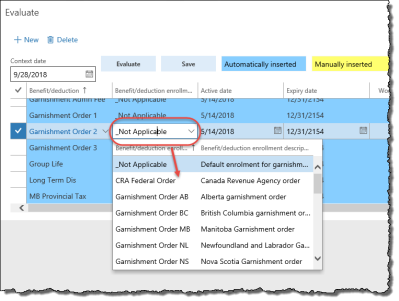 Evaluate
+ New Delete
Context date
9/28/2018
Evaluate Save Automatically inserted Manually inserted
Benefit/deduction ↑ Benefit/deduction enrollmen... Active date Expiry date Wor
Garnishment Admin Fee _Not Applicable 5/14/2018 12/31/2154
Garnishment Order 1 _Not Applicable 5/14/2018 12/31/2154
Garnishment Order 2 _Not Applicable 5/14/2018 12/31/2154
Garnishment Order 3 Benefit/deduction enroll... ↑ Benefit/deduction enrollment descrip...
Group Life _Not Applicable Default enrolment for garnishm...
Long Term Dis CRA Federal Order Canada Revenue Agency order
MB Provincial Tax Garnishment Order AB Alberta garnishment order
Garnishment Order BC British Columbia garnishment or...
Garnishment Order MB Manitoba Garnishment order
Garnishment Order NL Newfoundland and Labrador Ga...
Garnishment Order NS Nova Scotia Garnishment order